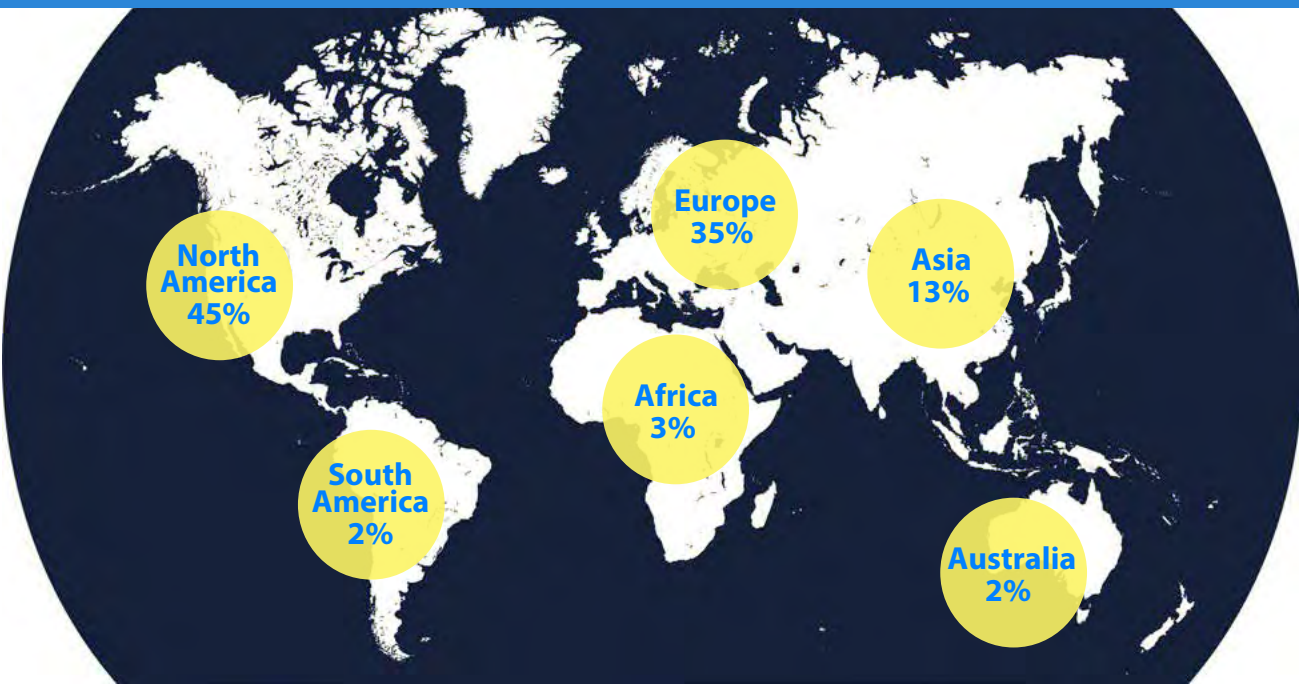 Europe
35%
North
America
45%
Asia
13%
Africa
3%
South
America
2%
Australia
2%